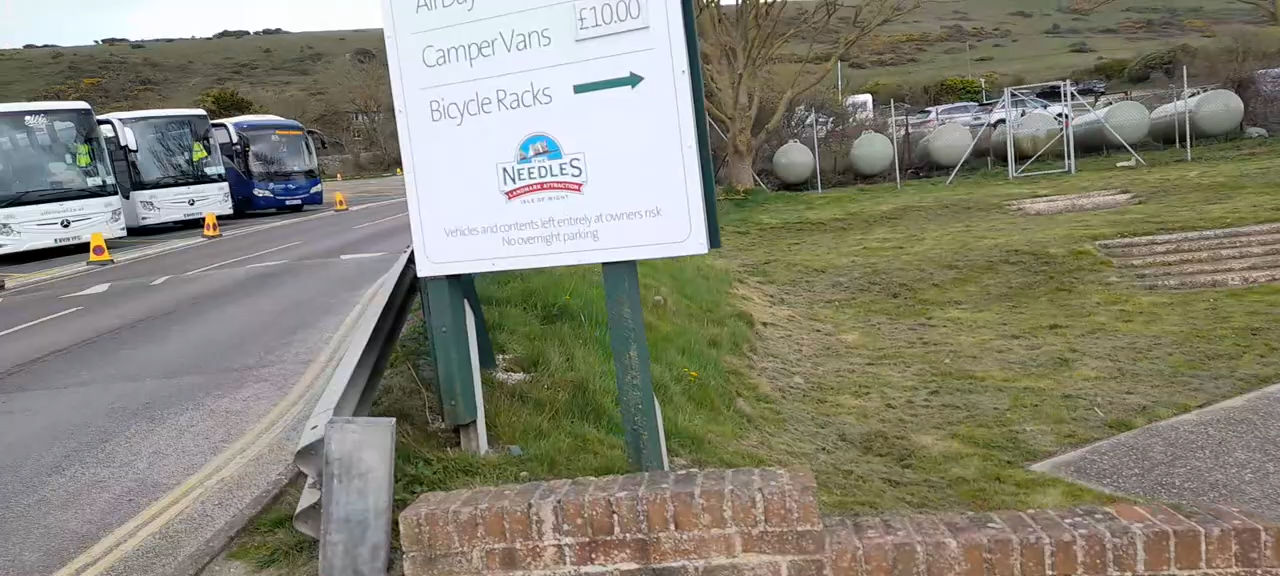 £10.00
Camper Vans
Bicycle Racks
THE
NEEDLES
LANDMARK ATTRACTION
ISLE OF WIGHT
Vehicles and contents left entirely at owners risk
No overnight parking